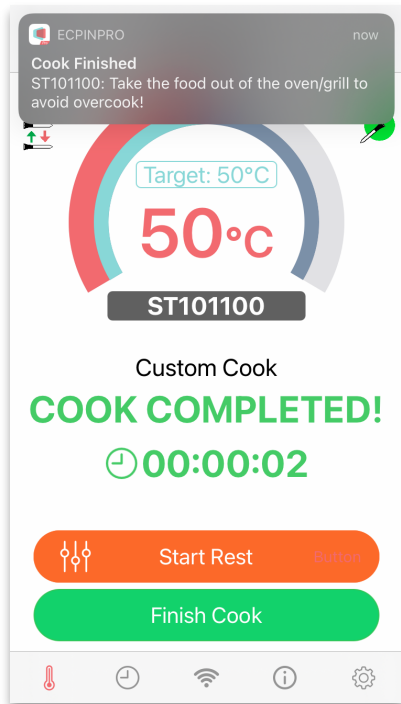 ECPINPRO
now
Cook Finished
ST101100: Take the food out of the oven/grill to
avoid overcook!
Target: 50°C
50°C
ST101100
Custom Cook
COOK COMPLETED!
00:00:02
Start Rest
Button
Finish Cook